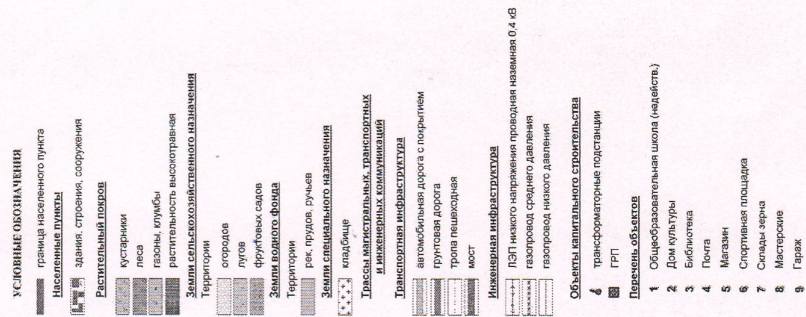 УСЛОВНЫЕ ОБОЗНАЧЕНИЯ
граница населенного пункта
Населенные пункты
здания, строения, сооружения
Растительный покров
кустарники
леса
газоны, клумбы
растительность высокотравная
Земли сельскохозяйственного назначения
Территории
огородов
лугов
фруктовых садов
Земли водного фонда
Территории
рек, прудов, ручьев
Земли специального назначения
кладбище
Трассы магистральных, транспортных
и инженерных коммуникаций
Транспортная инфраструктура
автомобильная дорога с покрытием
грунтовая дорога
тропа пешеходная
мост
Инженерная инфраструктура
ЛЭП низкого напряжения проводная наземная 0,4 кВ
газопровод среднего давления
газопровод низкого давления
Объекты капитального строительства
трансформаторные подстанции
ГРП
Перечень объектов
1 Общеобразовательная школа (недейств.)
2 Дом культуры
3 Библиотека
4 Почта
5 Магазин
6 Спортивная площадка
7 Склады зерна
8 Мастерские
9 Гараж